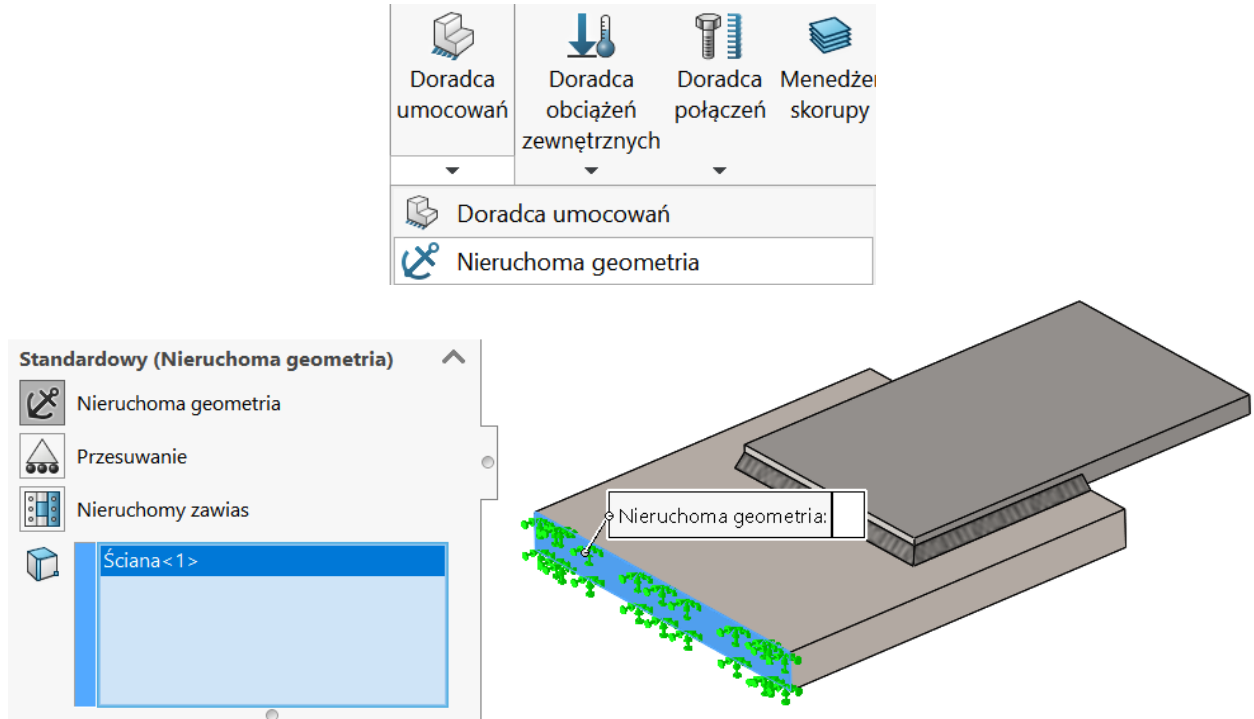 Doradca umocowań
Doradca obciążeń zewnętrznych
Doradca połączeń
Menedże skorupy
Doradca umocowań
Nieruchoma geometria
Standardowy (Nieruchoma geometria)
Nieruchoma geometria
Przesuwanie
Nieruchomy zawias
Ściana<1>
Nieruchoma geometria: